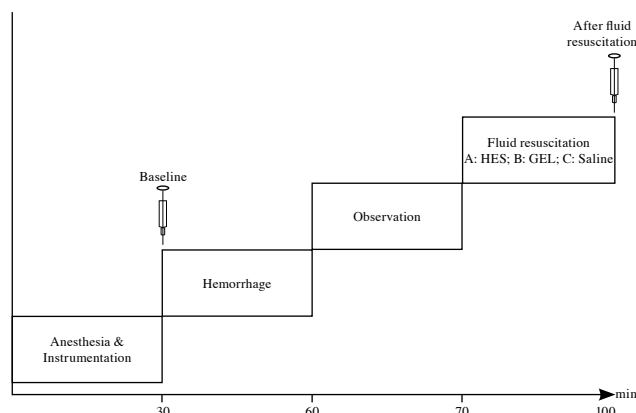 After fluid
resuscitation
Fluid resuscitation
A: HES; B: GEL; C: Saline
Baseline
Observation
Hemorrhage
Anesthesia &
Instrumentation
min
30
60
70
100